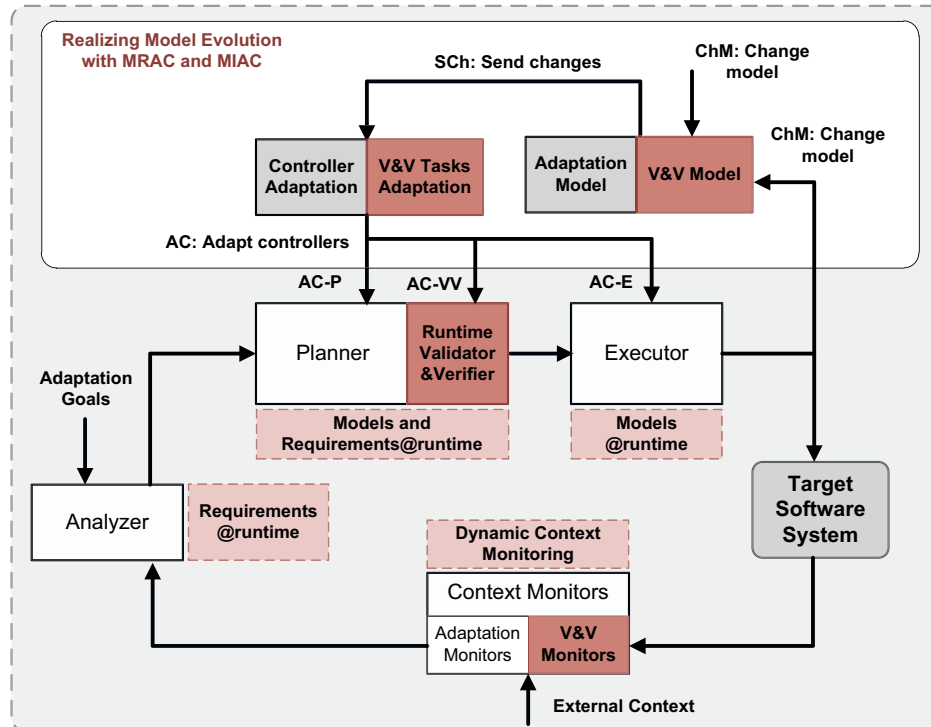 Realizing Model Evolution
with MRAC and MIAC
SCh: Send changes
ChM: Change
model
ChM: Change
model
Controller
Adaptation
V&V Tasks
Adaptation
Adaptation
Model
V&V Model
AC: Adapt controllers
AC-P
AC-VV
AC-E
Planner
Runtime
Validator
&Verifier
Executor
Adaptation
Goals
Models and
Requirements@runtime
Models
@runtime
Analyzer
Requirements
@runtime
Target
Software
System
Dynamic Context
Monitoring
Context Monitors
Adaptation
Monitors
V&V
Monitors
External Context